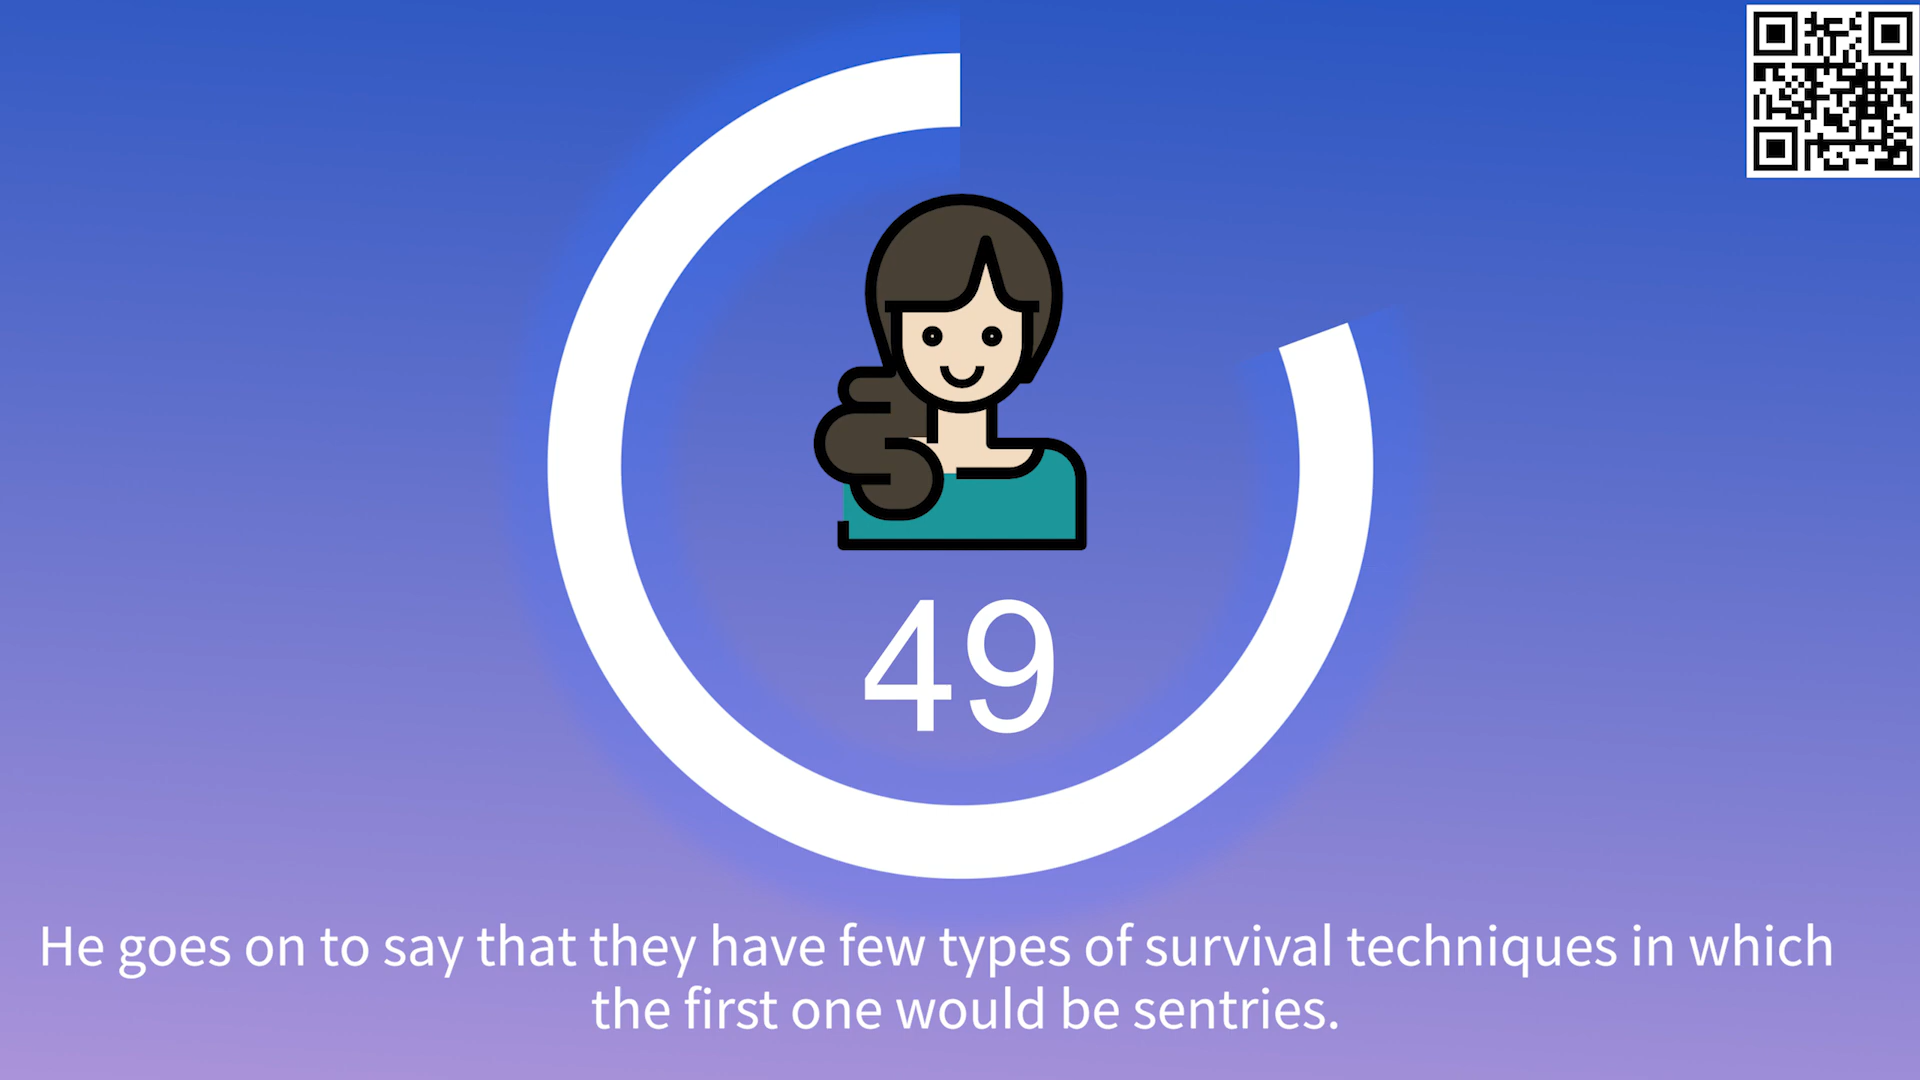 49
He goes on to say that they have few types of survival techniques in which
the first one would be sentries.